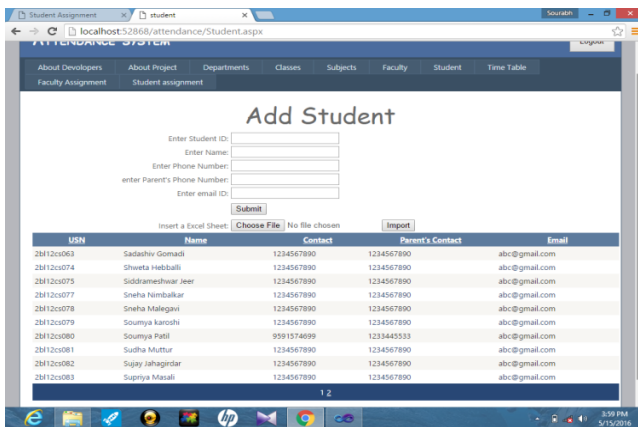 Sourabh
Student Assignment
student
localhost:52868/attendance/Student.aspx
ATTENDANCE SYSTEM
Logout
About Devolopers About Project Departments Classes Subjects Faculty Student Time Table
Faculty Assignment Student assignment
Add Student
Enter Student ID:
Enter Name:
Enter Phone Number:
enter Parent's Phone Number:
Enter email ID:
Submit
Insert a Excel Sheet: Choose File No file chosen Import
USN Name Contact Parent's Contact Email
2bl12cs063 Sadashiv Gomadi 1234567890 1234567890 abc@gmail.com
2bl12cs074 Shweta Hebballi 1234567890 1234567890 abc@gmail.com
2bl12cs075 Siddrameshwar Jeer 1234567890 1234567890 abc@gmail.com
2bl12cs077 Sneha Nimbalkar 1234567890 1234567890 abc@gmail.com
2bl12cs078 Sneha Malegavi 1234567890 1234567890 abc@gmail.com
2bl12cs079 Soumya karoshi 1234567890 1234567890 abc@gmail.com
2bl12cs080 Soumya Patil 9591574699 1233445533 abc@gmail.com
2bl12cs081 Sudha Muttur 1234567890 1234567890 abc@gmail.com
2bl12cs082 Sujay Jahagirdar 1234567890 1234567890 abc@gmail.com
2bl12cs083 Supriya Masali 1234567890 1234567890 abc@gmail.com
1 2
3:59 PM
5/15/2016